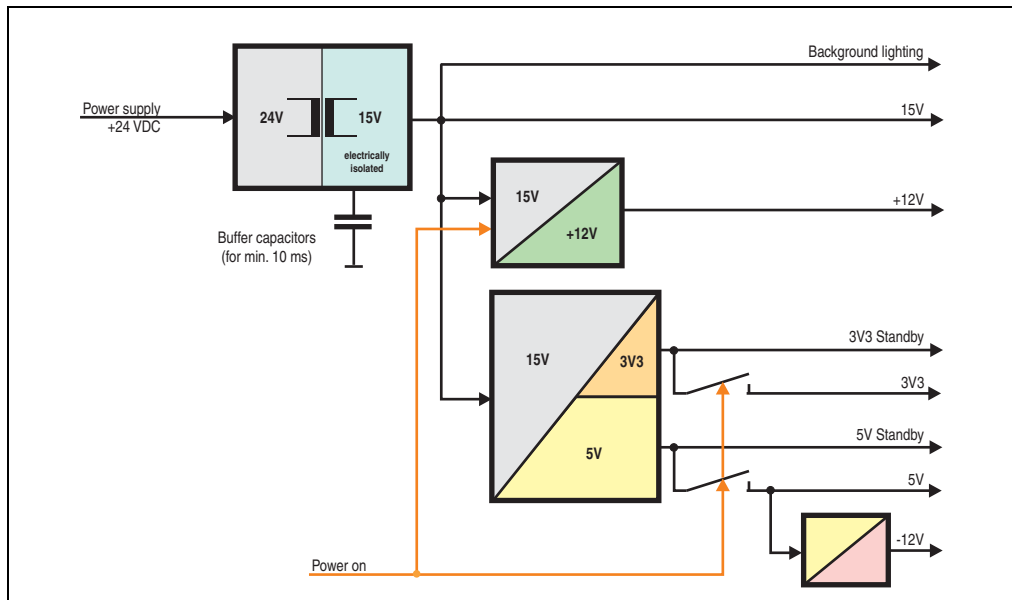 Background lighting
Power supply
+24 VDC
24V
15V
electrically
isolated
15V
Buffer capacitors
(for min. 10 ms)
15V
+12V
+12V
15V
3V3
5V
3V3 Standby
3V3
5V Standby
5V
-12V
Power on